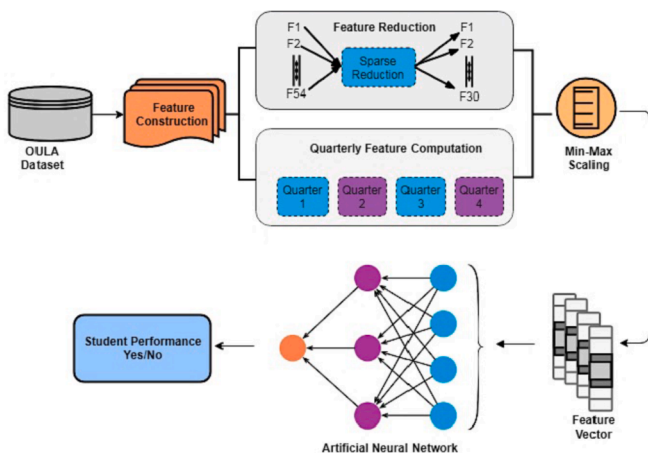 Feature Reduction
F1
F2
F54
Sparse
Reduction
F1
F2
F30
OULA
Dataset
Feature
Construction
Quarterly Feature Computation
Quarter
1
Quarter
2
Quarter
3
Quarter
4
Min-Max
Scaling
Student Performance
Yes/No
Artificial Neural Network
Feature
Vector